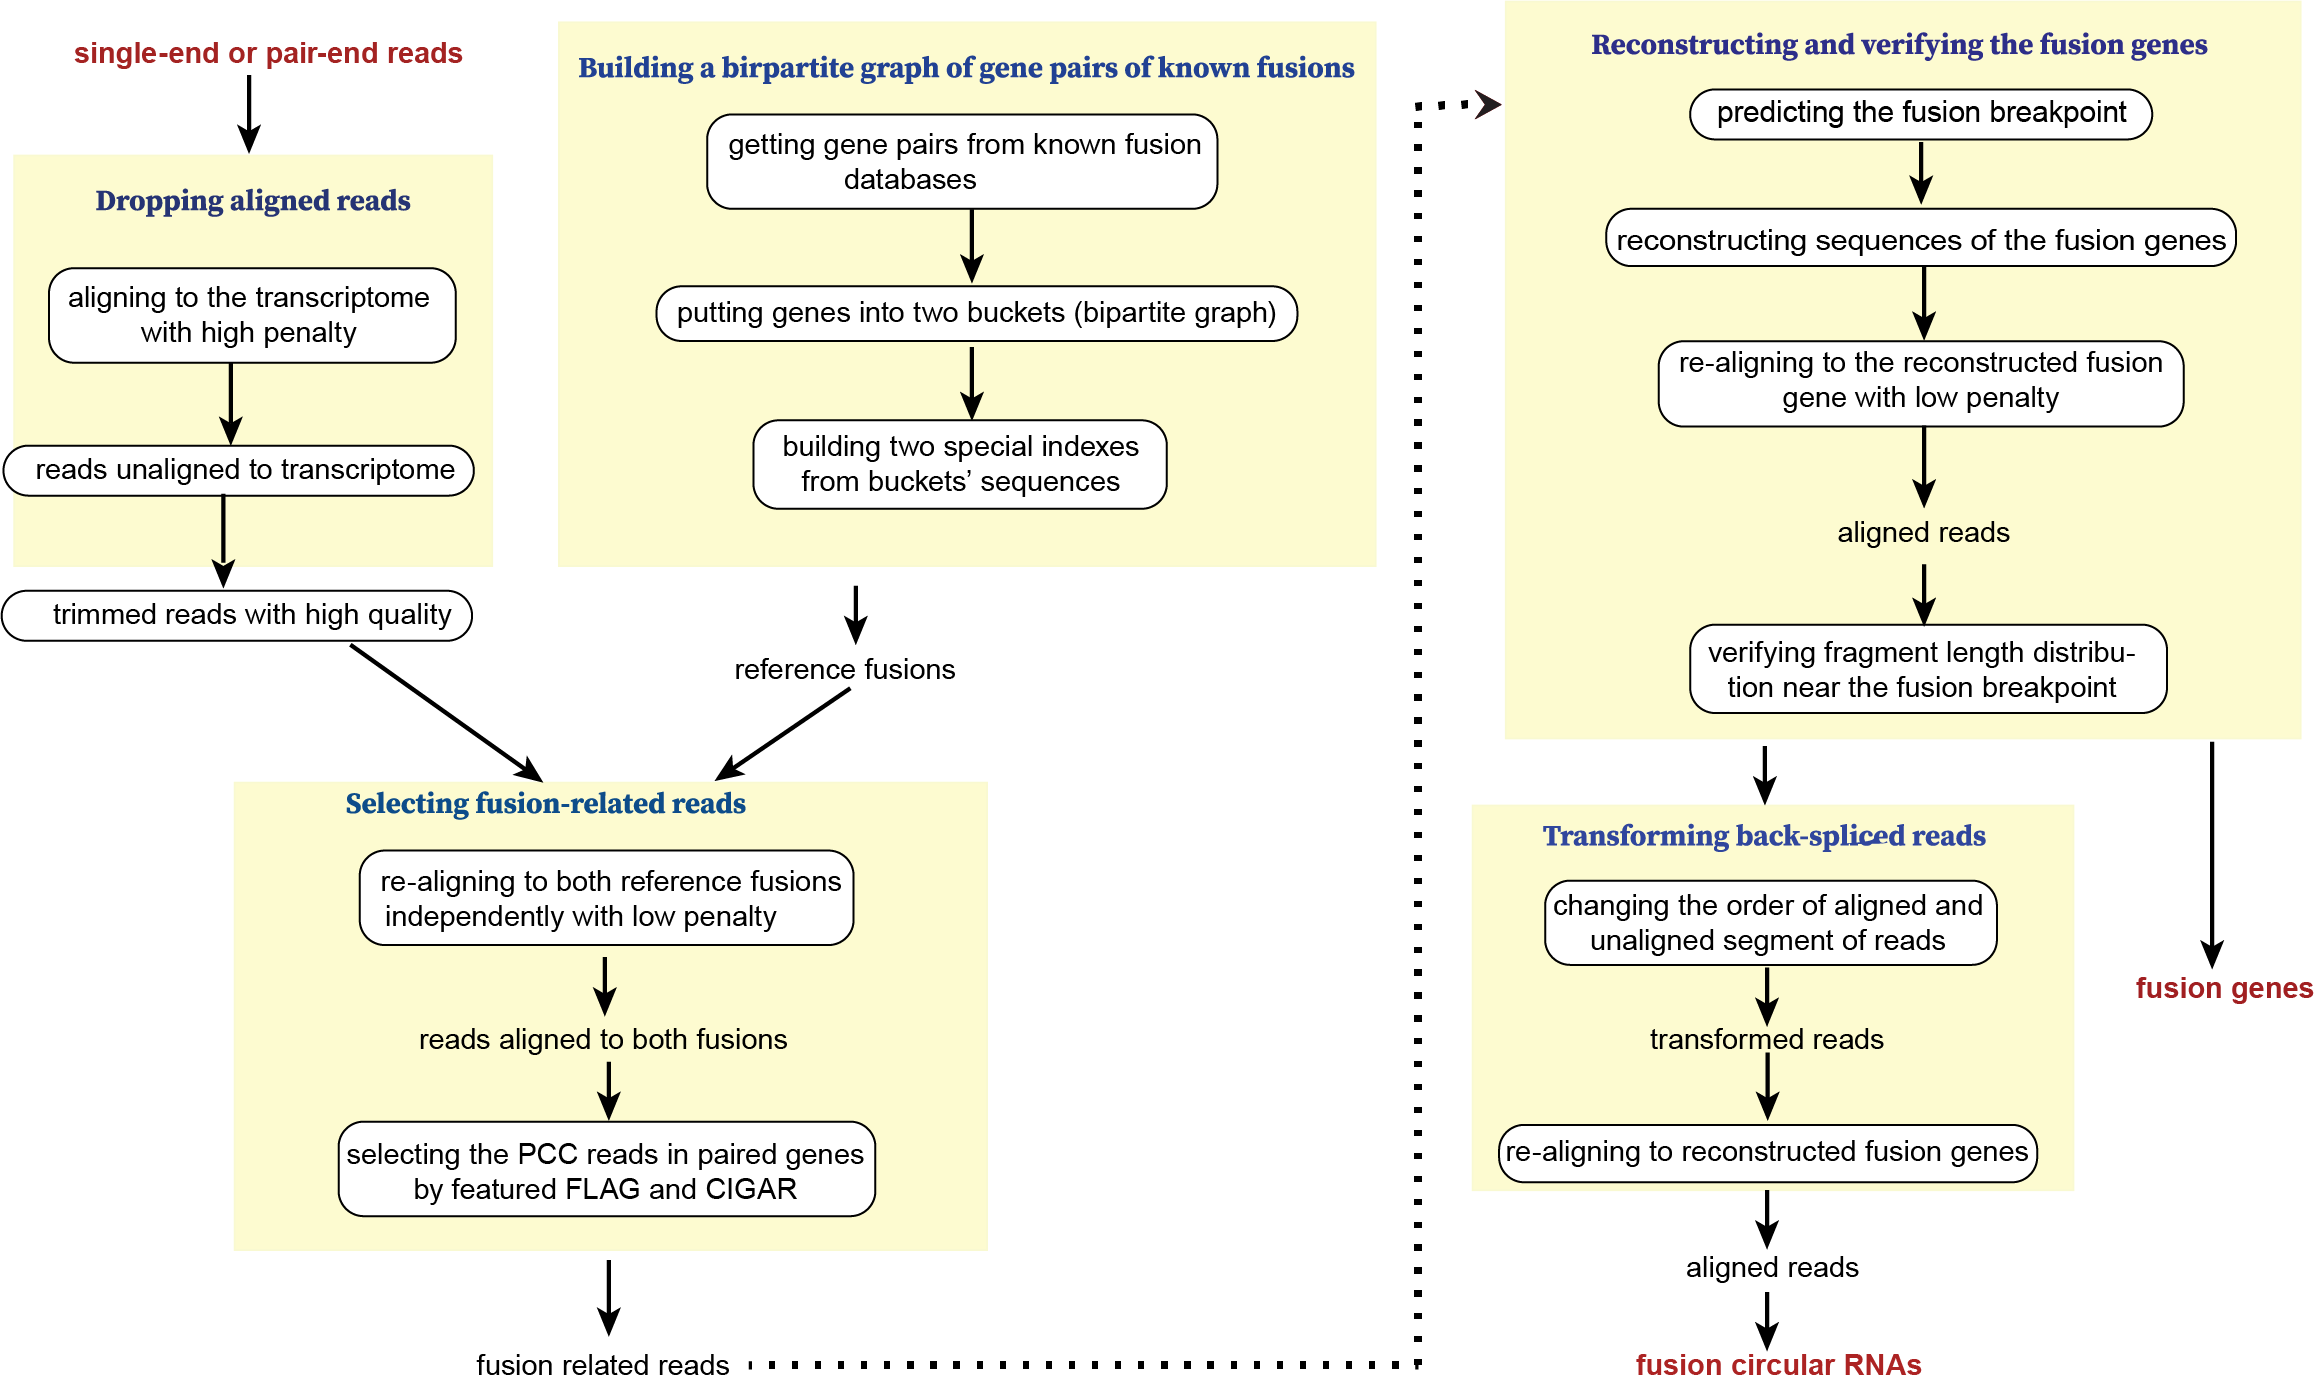 single-end or pair-end reads
Dropping aligned reads
aligning to the transcriptome
with high penalty
reads unaligned to transcriptome
trimmed reads with high quality
Building a birpartite graph of gene pairs of known fusions
getting gene pairs from known fusion
databases
putting genes into two buckets (bipartite graph)
building two special indexes
from buckets’ sequences
reference fusions
Selecting fusion-related reads
re-aligning to both reference fusions
independently with low penalty
reads aligned to both fusions
selecting the PCC reads in paired genes
by featured FLAG and CIGAR
fusion related reads
Reconstructing and verifying the fusion genes
predicting the fusion breakpoint
reconstructing sequences of the fusion genes
re-aligning to the reconstructed fusion
gene with low penalty
aligned reads
verifying fragment length distribu-
tion near the fusion breakpoint
Transforming back-spliced reads
changing the order of aligned and
unaligned segment of reads
transformed reads
re-aligning to reconstructed fusion genes
aligned reads
fusion circular RNAs
fusion genes